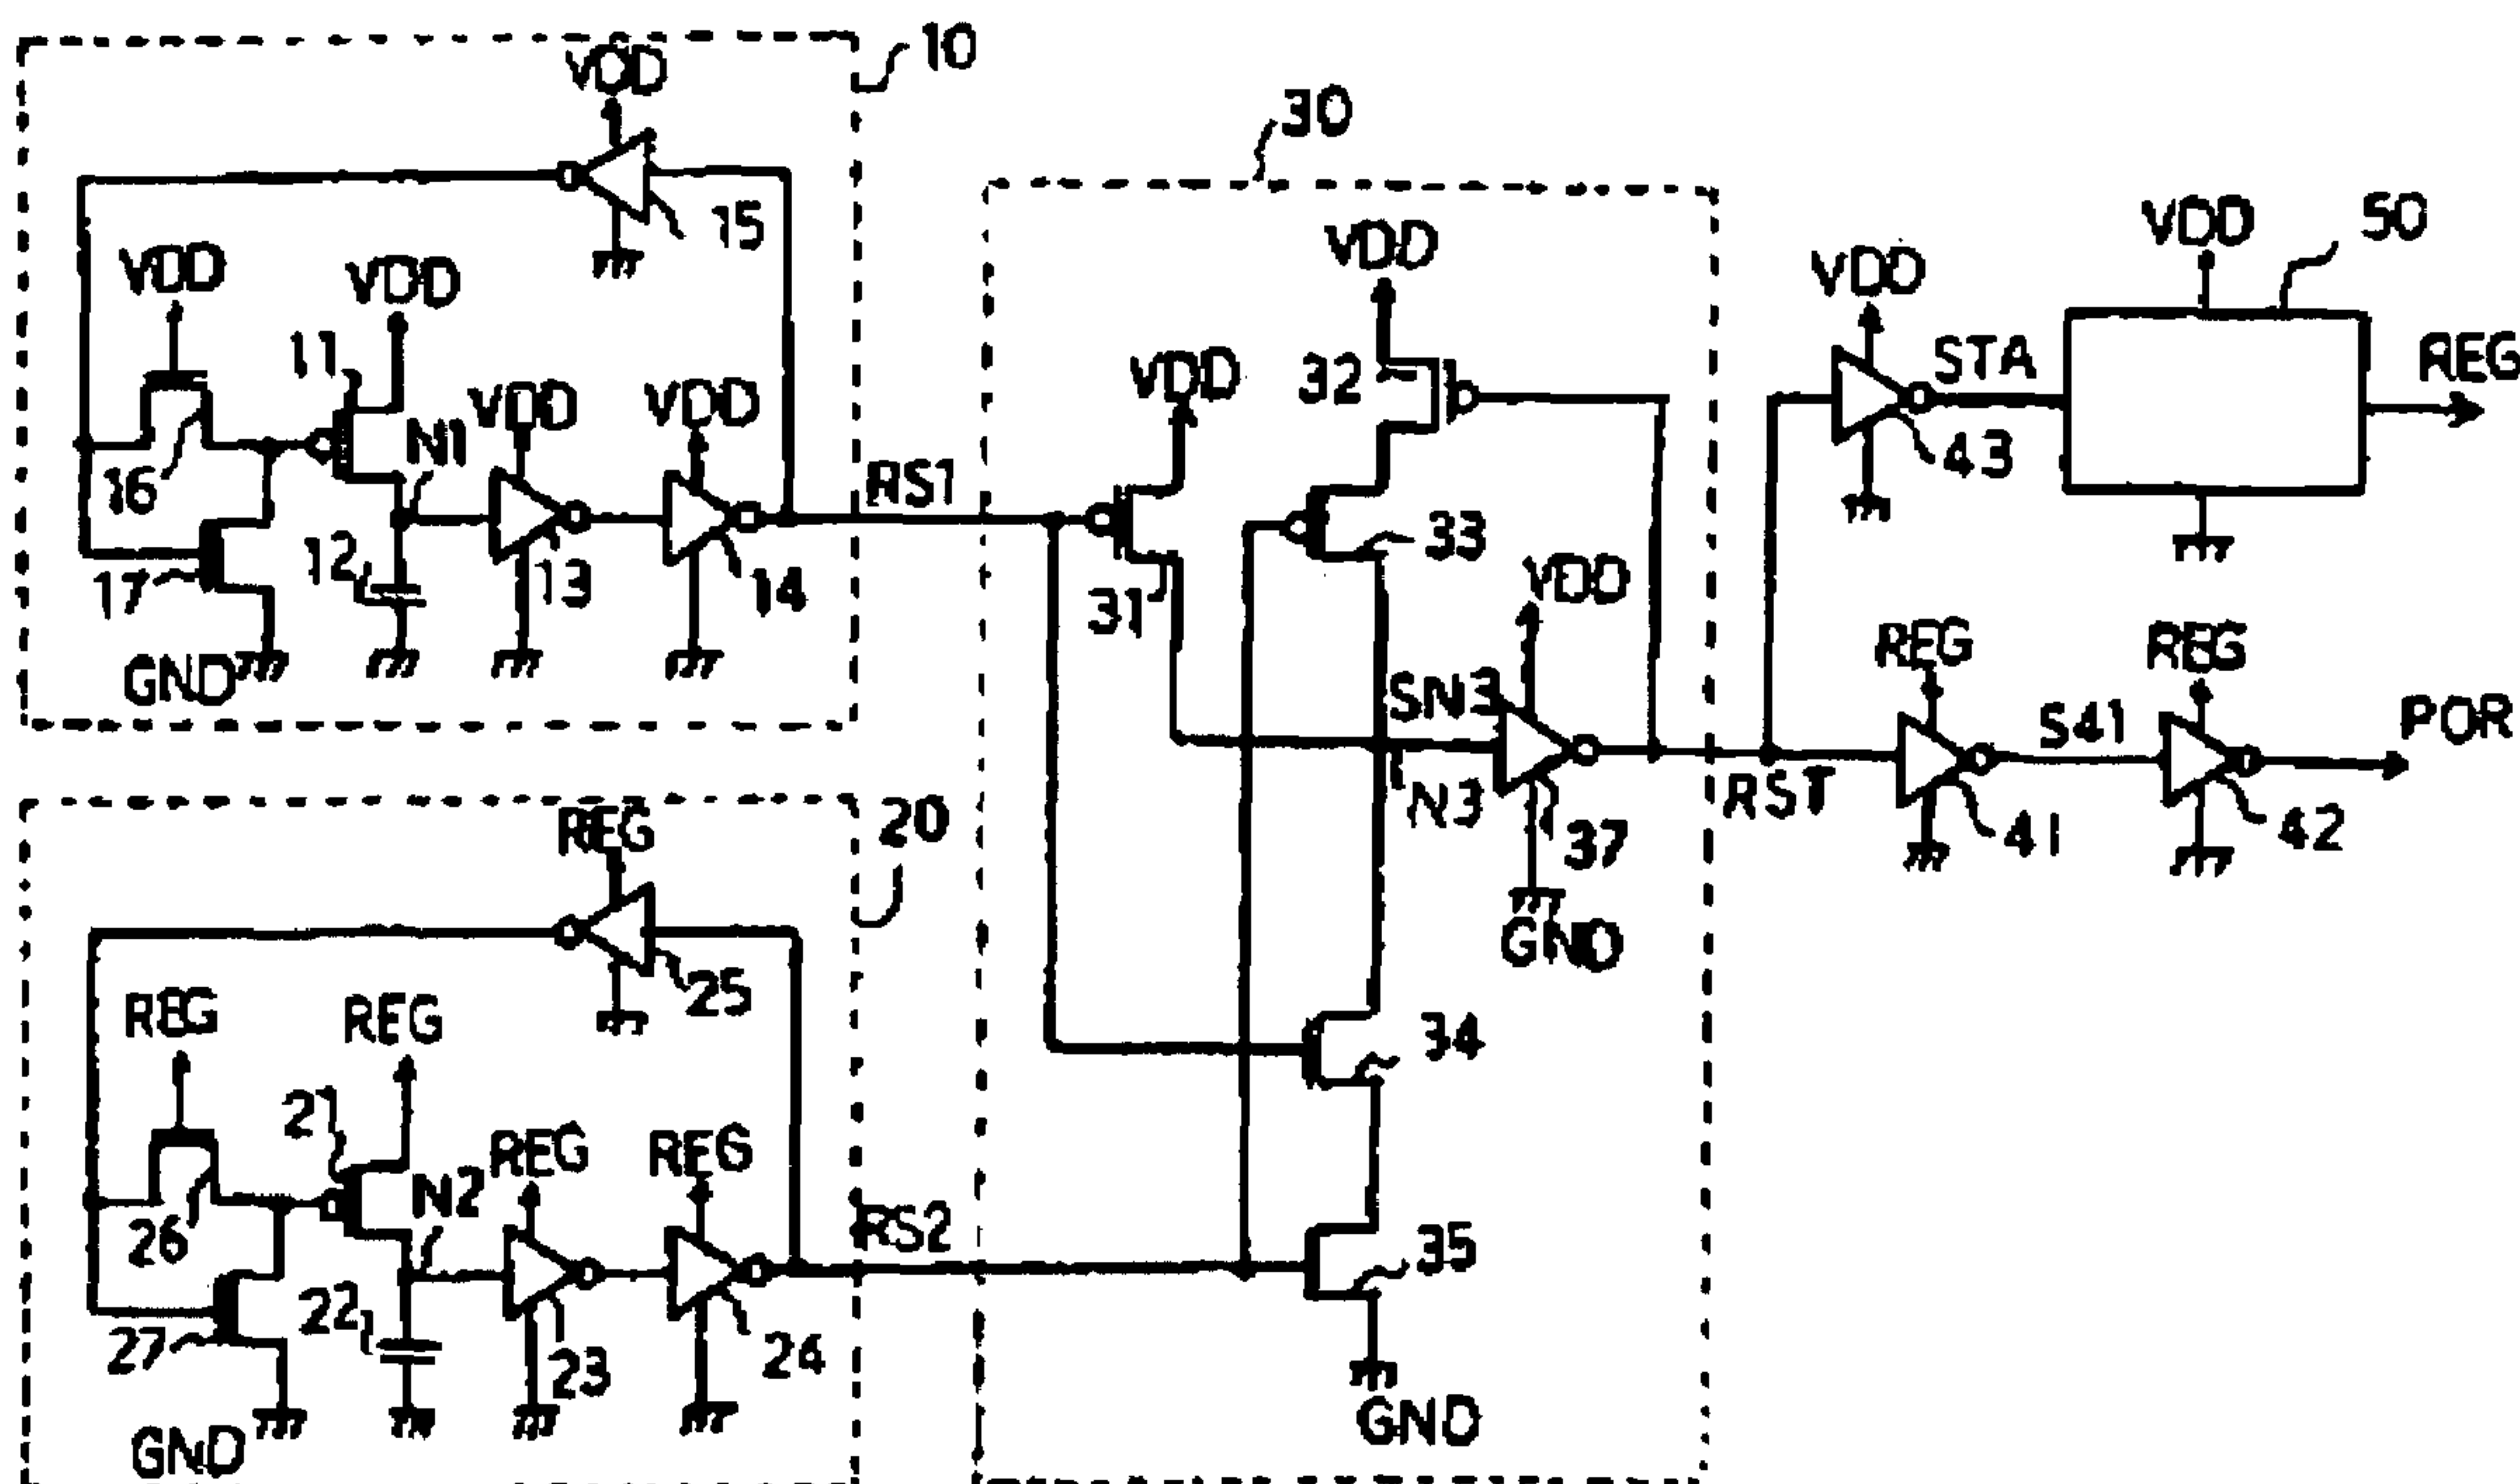 10
VDD
15
VDD
VDD
11
N1
VDD
VDD
16
12
13
14
17
GND
RS1
30
VDD
VDD
32
31
33
VDD
SN3
N3
37
GND
34
35
GND
VDD
50
VDD
STA
REG
43
REG
REG
S41
POR
RST
41
42
20
REG
25
REG
REG
21
N2
REG
REG
26
22
23
24
27
GND
RS2